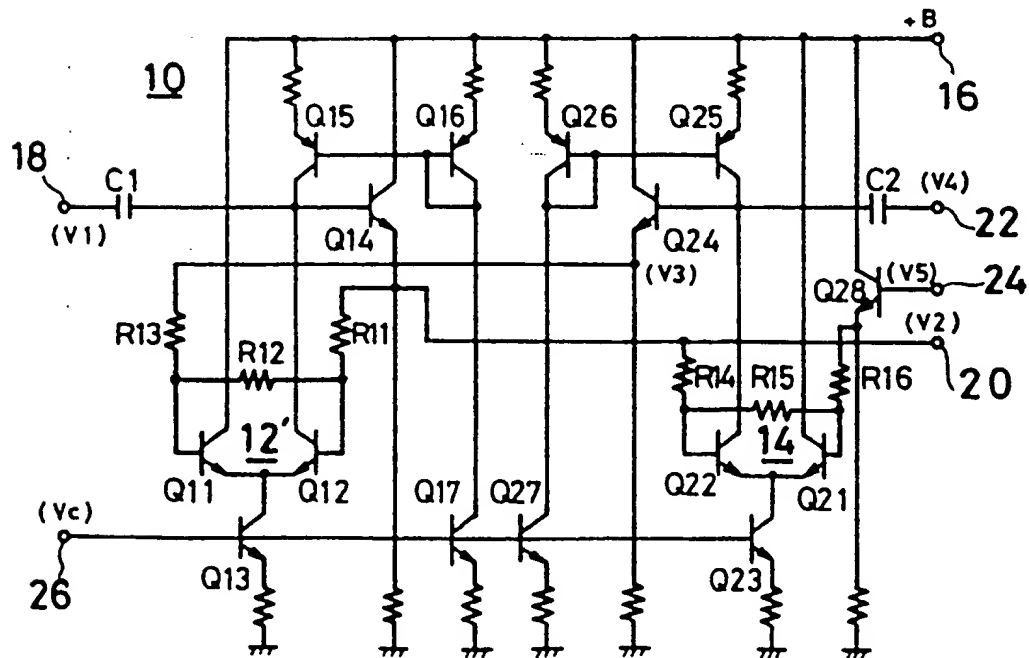 +B
10
16
Q15 Q16 Q26 Q25
18 C1 C2 (V4)
(V1) Q14 Q24 22
(V3) Q28 (V5) 24
R13 R11 (V2)
R12 R14 R15 R16 20
12' 14
Q11 Q12 Q17 Q27 Q22 Q21
(Vc)
26 Q13 Q23